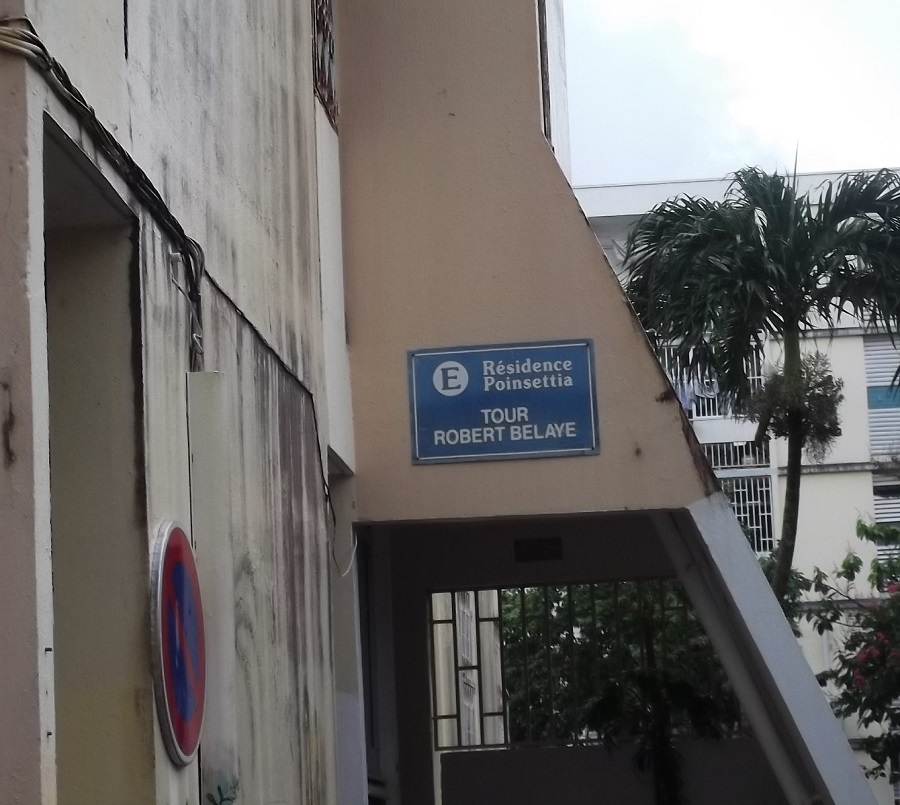 E
Résidence
Poinsettia
TOUR
ROBERT BELAYE